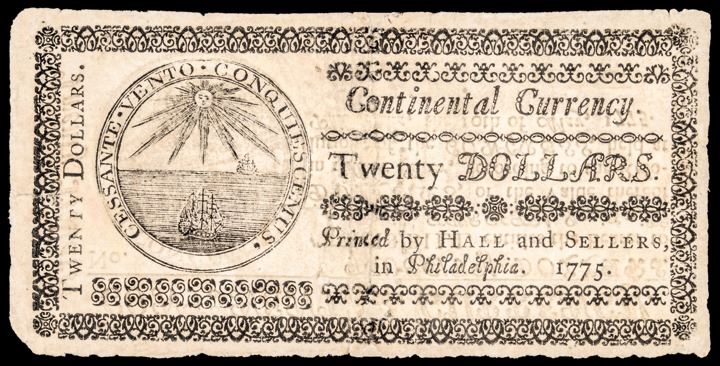 TWENTY DOLLARS.
CESSANTE · VENTO · CONQUIESCEMUS.
Continental Currency.
Twenty DOLLARS.
Printed by HALL and SELLERS,
in Philadelphia. 1775.